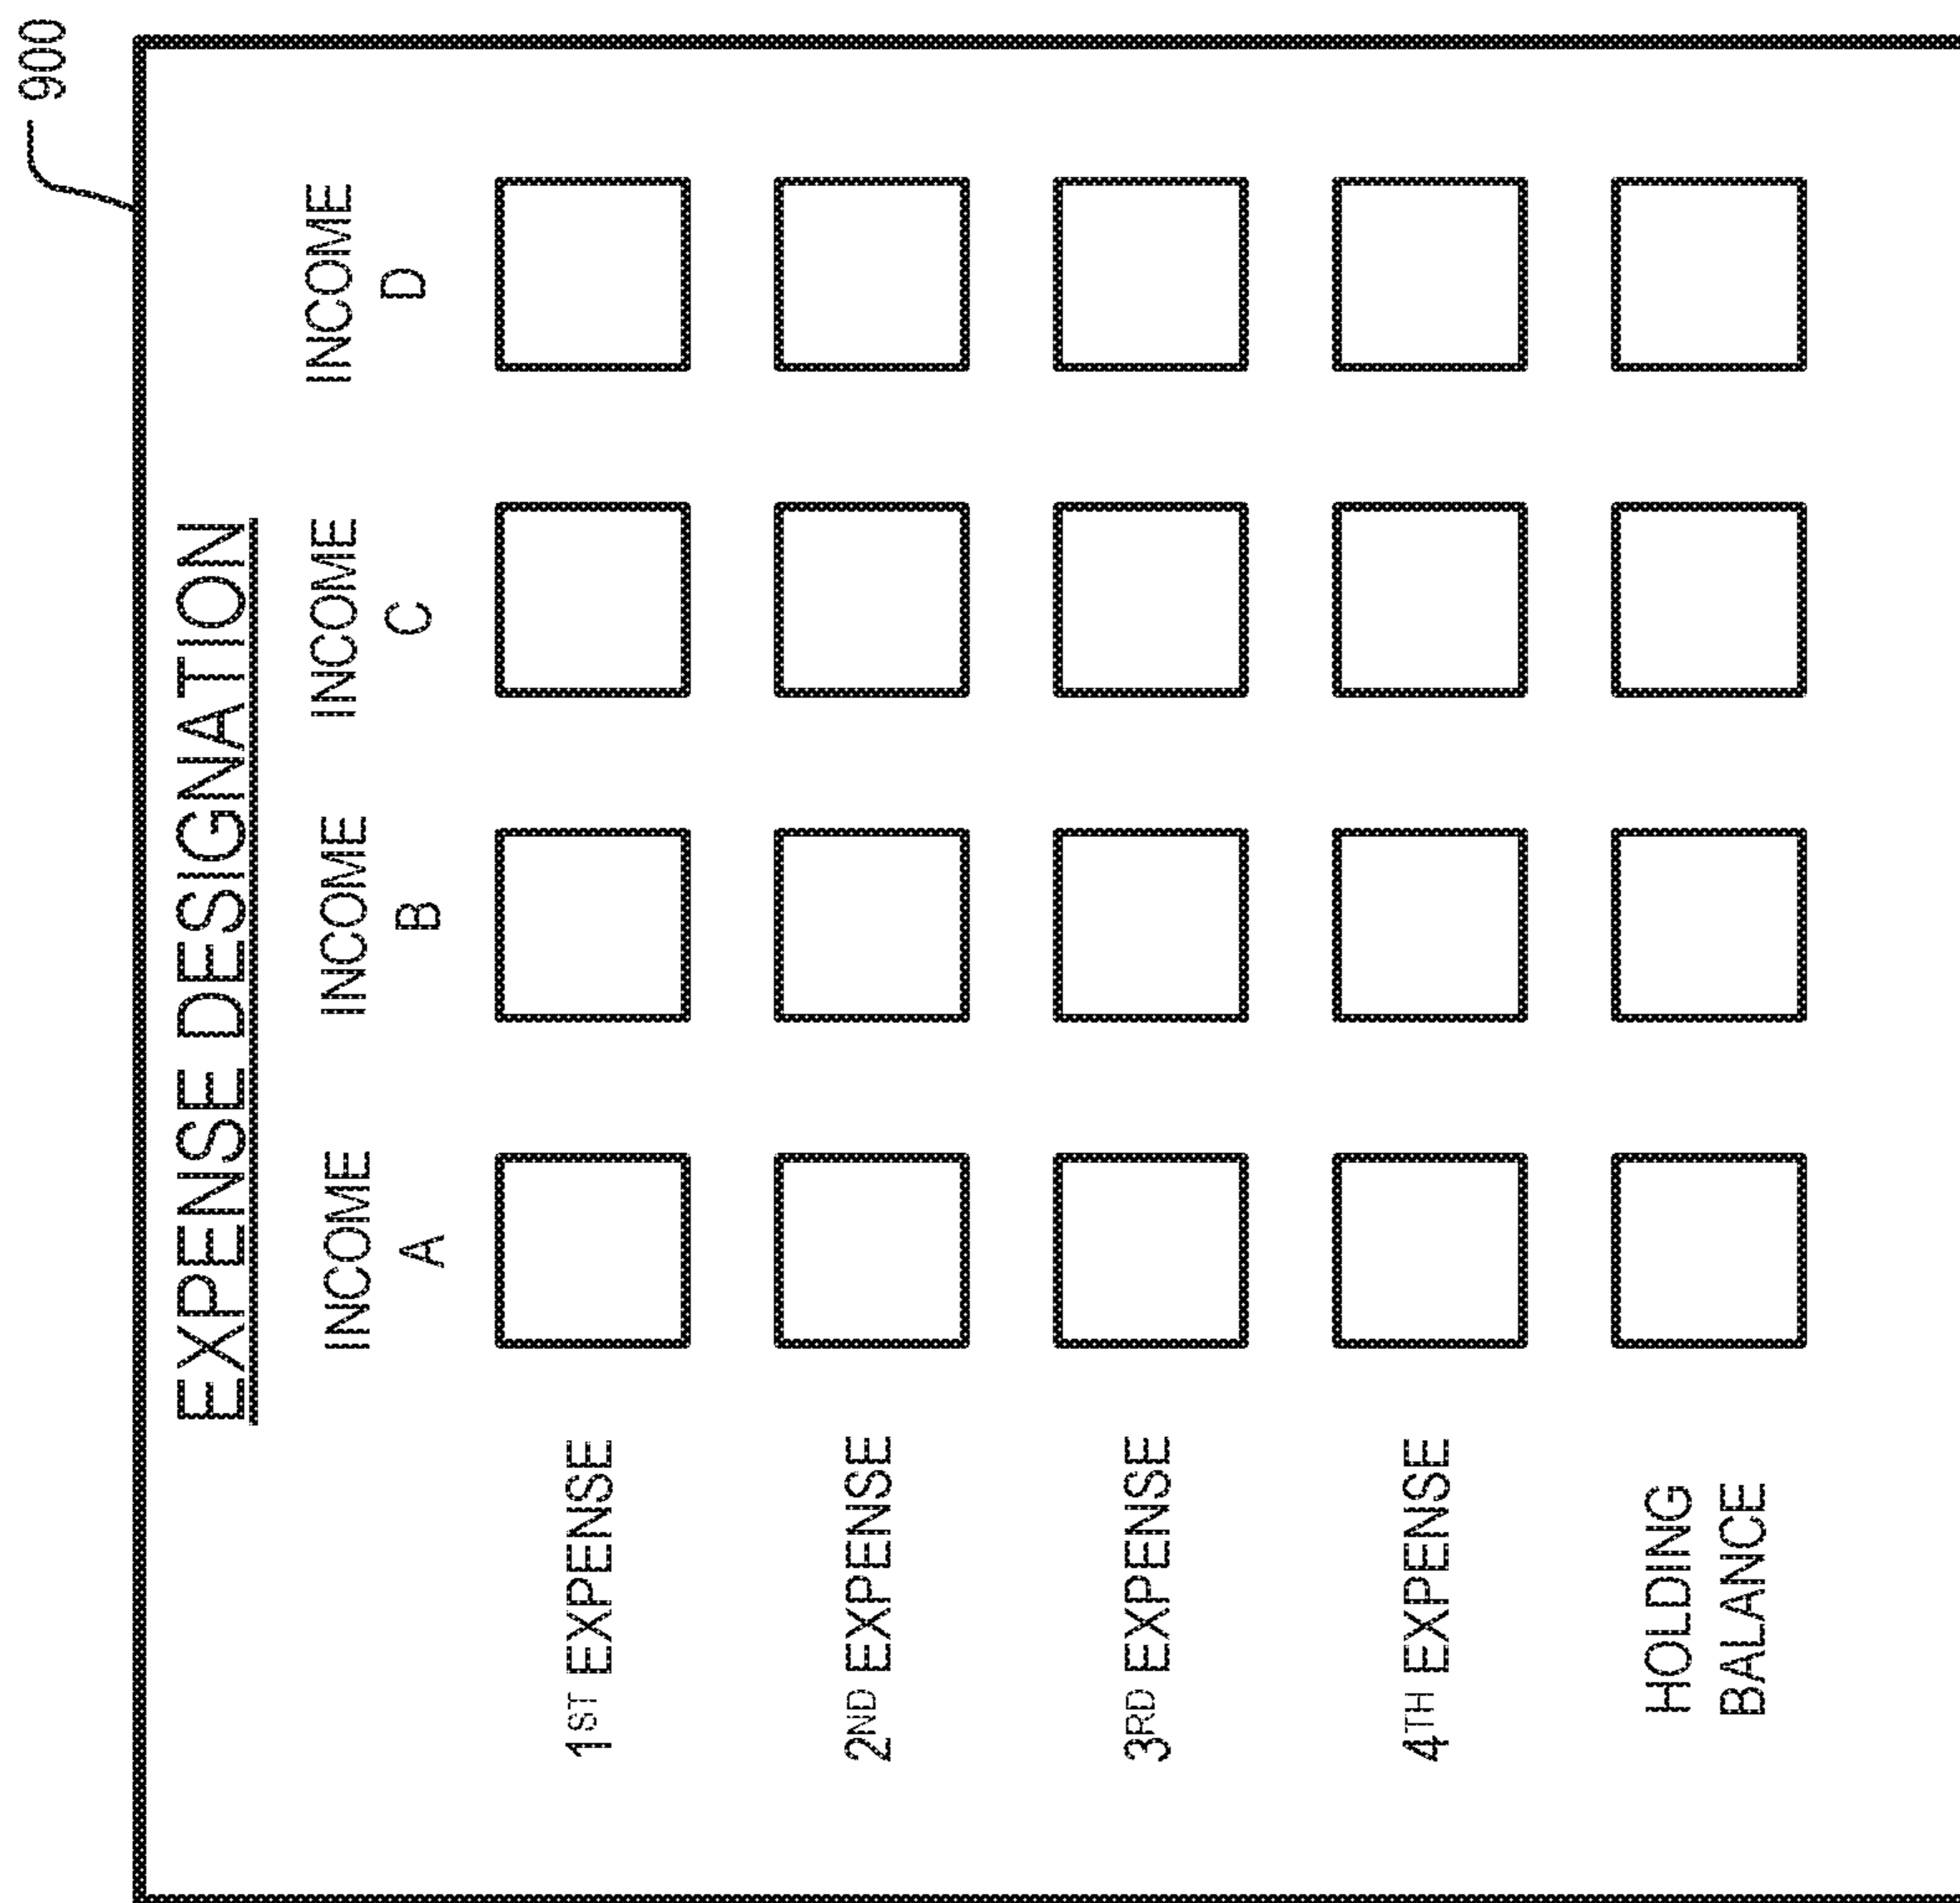 900
EXPENSE DESIGNATION
INCOME A
INCOME B
INCOME C
INCOME D
1ST EXPENSE
2ND EXPENSE
3RD EXPENSE
4TH EXPENSE
HOLDING
BALANCE